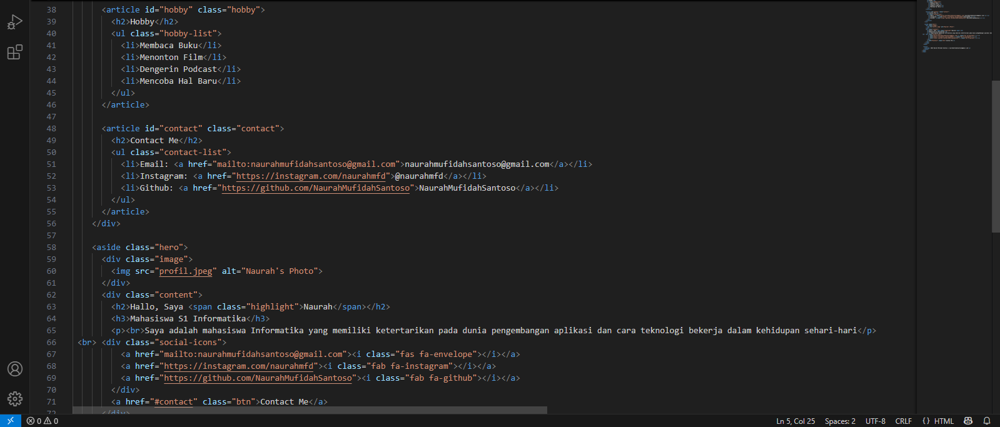 38 <article id="hobby" class="hobby">
39 <h2>Hobby</h2>
40 <ul class="hobby-list">
41 <li>Membaca Buku</li>
42 <li>Menonton Film</li>
43 <li>Dengerin Podcast</li>
44 <li>Mencoba Hal Baru</li>
45 </ul>
46 </article>
47
48 <article id="contact" class="contact">
49 <h2>Contact Me</h2>
50 <ul class="contact-list">
51 <li>Email: <a href="mailto:naurahmufidahsantoso@gmail.com">naurahmufidahsantoso@gmail.com</a></li>
52 <li>Instagram: <a href="https://instagram.com/naurahmfd">@naurahmfd</a></li>
53 <li>Github: <a href="https://github.com/NaurahMufidahSantoso">NaurahMufidahSantoso</a></li>
54 </ul>
55 </article>
56 </div>
57
58 <aside class="hero">
59 <div class="image">
60 <img src="profil.jpeg" alt="Naurah's Photo">
61 </div>
62 <div class="content">
63 <h2>Hallo, Saya <span class="highlight">Naurah</span></h2>
64 <h3>Mahasiswa S1 Informatika</h3>
65 <p><br>Saya adalah mahasiswa Informatika yang memiliki ketertarikan pada dunia pengembangan aplikasi dan cara teknologi bekerja dalam kehidupan sehari-hari</p>
66 <br> <div class="social-icons">
67 <a href="mailto:naurahmufidahsantoso@gmail.com"><i class="fas fa-envelope"></i></a>
68 <a href="https://instagram.com/naurahmfd"><i class="fab fa-instagram"></i></a>
69 <a href="https://github.com/NaurahMufidahSantoso"><i class="fab fa-github"></i></a>
70 </div>
71 <a href="#contact" class="btn">Contact Me</a>
72 </div>
0 0 Ln 5, Col 25 Spaces: 2 UTF-8 CRLF {} HTML